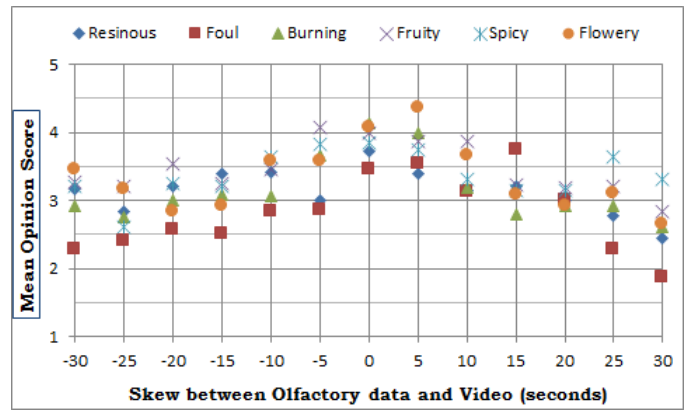 Resinous Foul Burning Fruity Spicy Flowery
5
4
3
2
1
Mean Opinion Score
-30 -25 -20 -15 -10 -5 0 5 10 15 20 25 30
Skew between Olfactory data and Video (seconds)